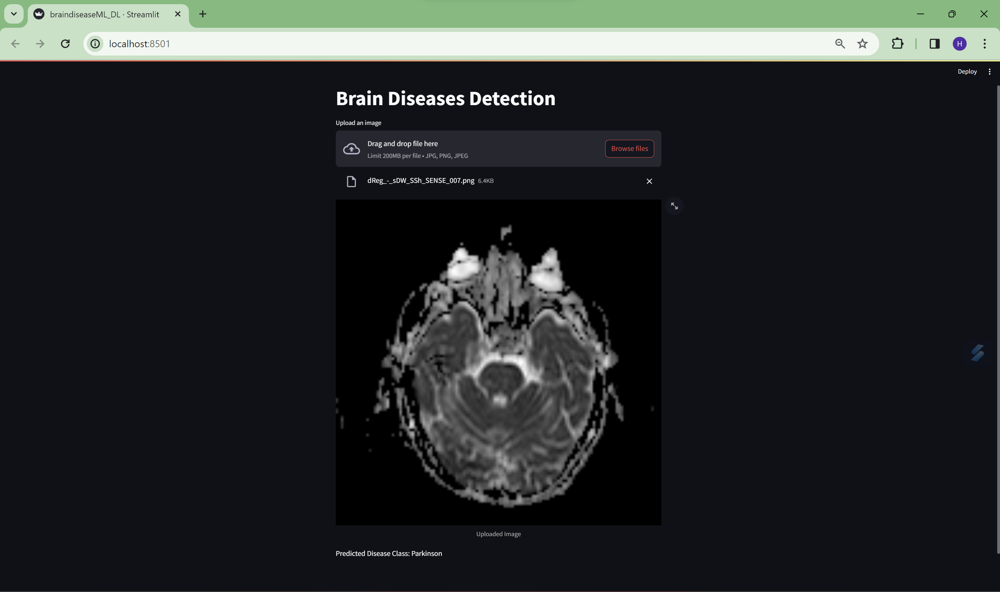 braindiseaseML_DL · Streamlit
localhost:8501
H
Deploy
Brain Diseases Detection
Upload an image
Drag and drop file here
Limit 200MB per file • JPG, PNG, JPEG
Browse files
dReg_-_sDW_SSh_SENSE_007.png 6.4KB
Uploaded Image
Predicted Disease Class: Parkinson